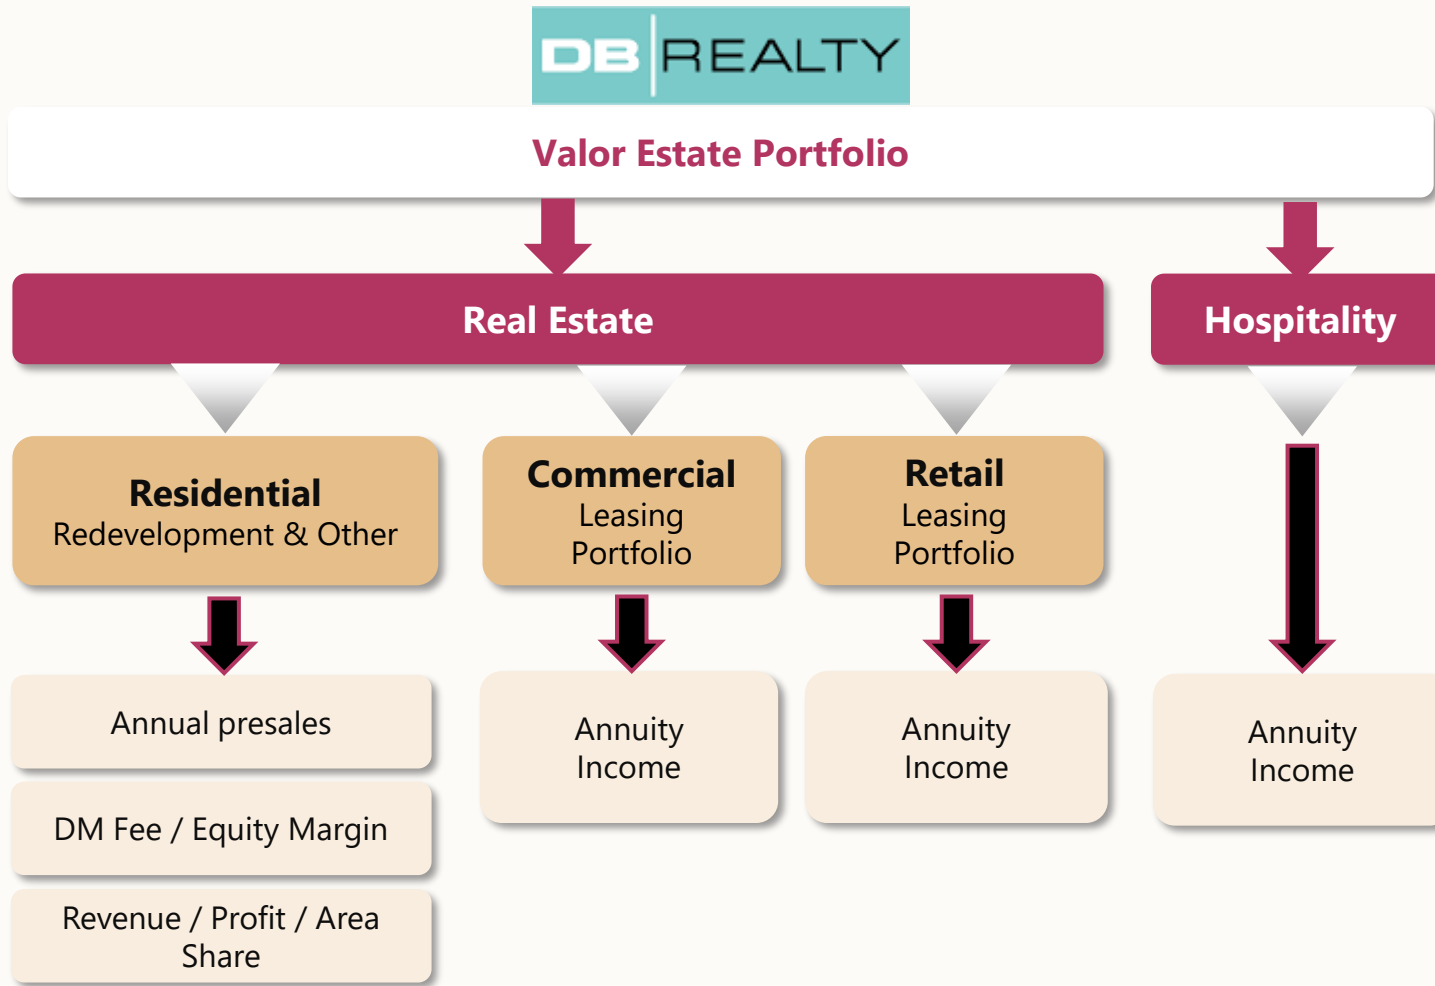 DB REALTY
Valor Estate Portfolio
Real Estate
Hospitality
Residential
Redevelopment & Other
Commercial
Leasing
Portfolio
Retail
Leasing
Portfolio
Annual presales
DM Fee / Equity Margin
Revenue / Profit / Area
Share
Annuity
Income
Annuity
Income
Annuity
Income